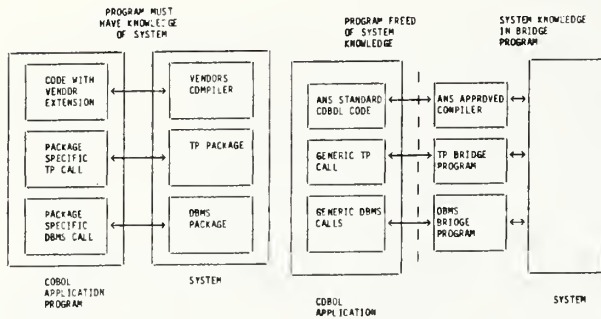 PROGRAM MUST
HAVE KNOWLEDGE
OF SYSTEM
CODE WITH
VENDOR
EXTENSION
VENDORS
COMPILER
PACKAGE
SPECIFIC
TP CALL
TP PACKAGE
PACKAGE
SPECIFIC
DBMS CALL
DBMS
PACKAGE
COBOL
APPLICATION
PROGRAM
SYSTEM
PROGRAM FREED
OF SYSTEM
KNOWLEDGE
SYSTEM KNOWLEDGE
IN BRIDGE
PROGRAM
ANS STANDARD
COBOL CODE
ANS APPROVED
COMPILER
GENERIC TP
CALL
TP BRIDGE
PROGRAM
GENERIC DBMS
CALLS
DBMS
BRIDGE
PROGRAM
COBOL
APPLICATION
SYSTEM